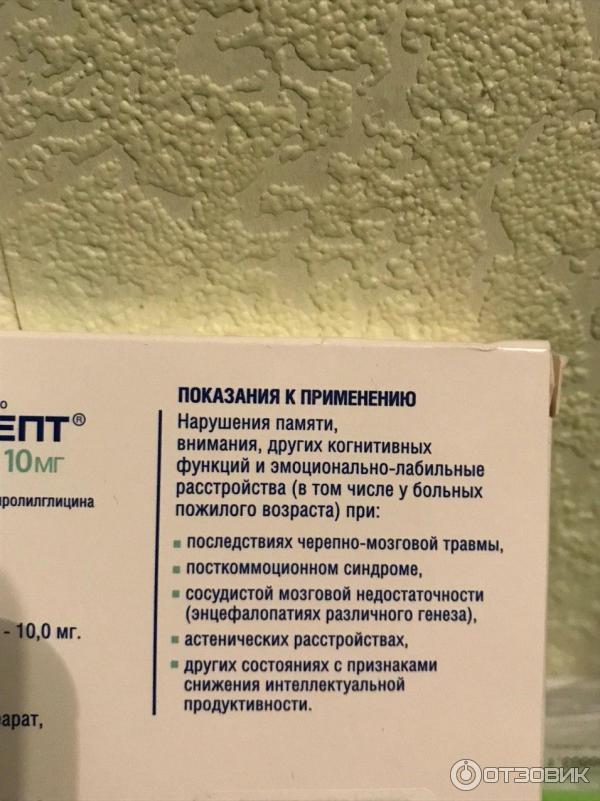 ЕПТ®
10мг
ролилглицина
- 10,0 мг.
арат,
ПОКАЗАНИЯ К ПРИМЕНЕНИЮ
Нарушения памяти,
внимания, других когнитивных
функций и эмоционально-лабильные
расстройства (в том числе у больных
пожилого возраста) при:
▪ последствиях черепно-мозговой травмы,
▪ посткоммоционном синдроме,
▪ сосудистой мозговой недостаточности
(энцефалопатиях различного генеза),
▪ астенических расстройствах,
▪ других состояниях с признаками
снижения интеллектуальной
продуктивности.
ОТЗОВИК